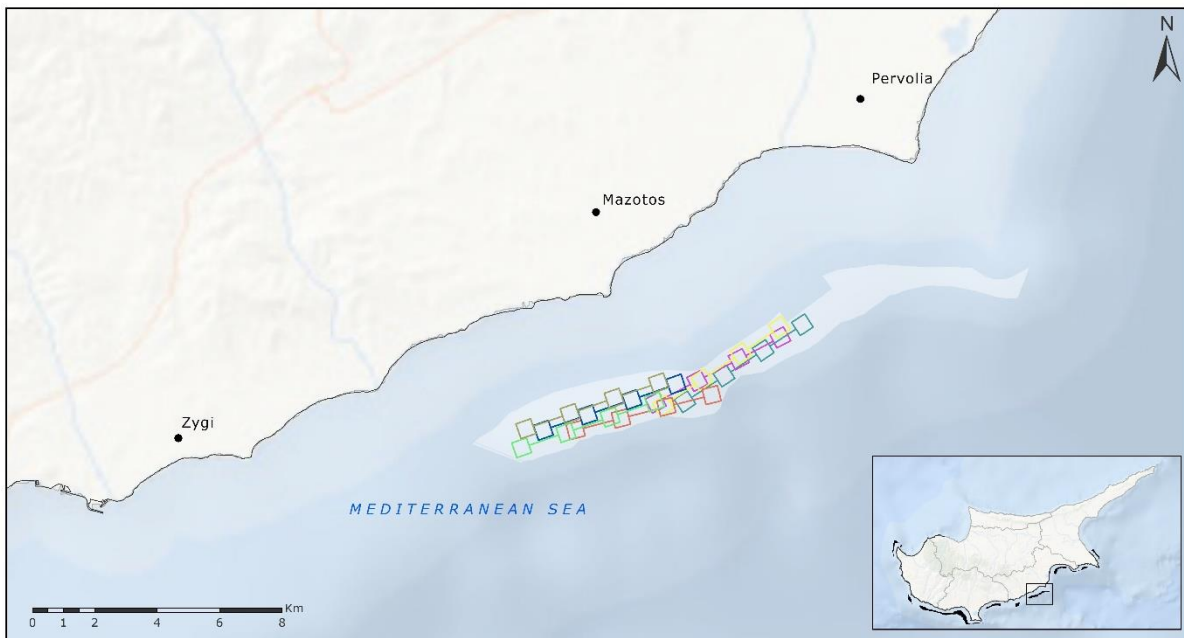 N
Pervolia
Mazotos
Zygi
MEDITERRANEAN SEA
Km
0 1 2 4 6 8